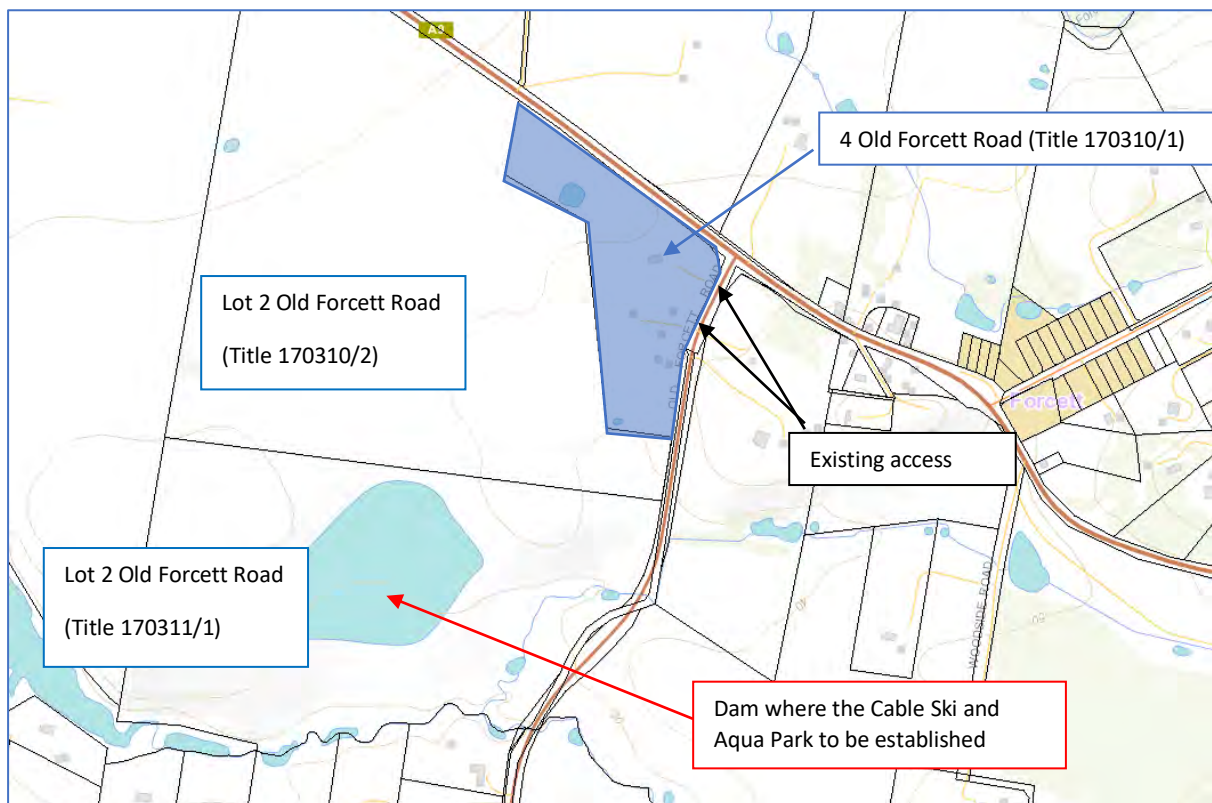 A3
4 Old Forcett Road (Title 170310/1)
Lot 2 Old Forcett Road
(Title 170310/2)
OLD FORCETT ROAD
Forcett
Existing access
Lot 2 Old Forcett Road
(Title 170311/1)
WOODSIDE ROAD
Dam where the Cable Ski and
Aqua Park to be established